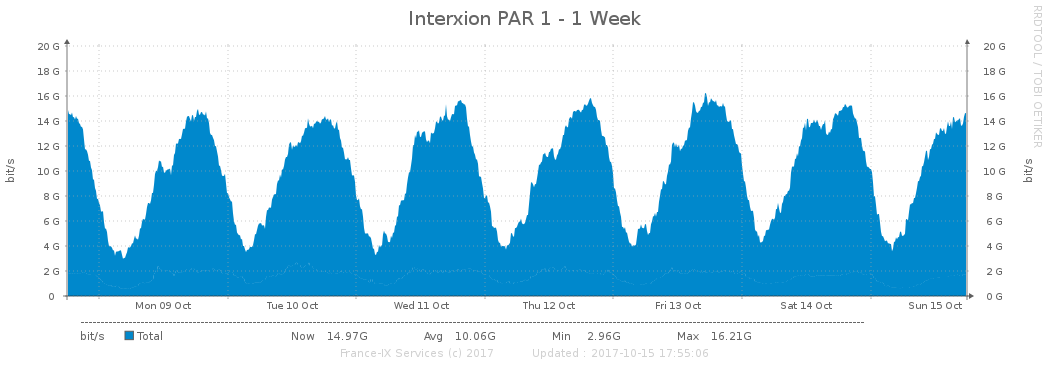 Interxion PAR 1 - 1 Week
RRDTOOL / TOBI OETIKER
20 G 20 G
18 G 18 G
16 G 16 G
14 G 14 G
12 G 12 G
10 G 10 G
8 G 8 G
6 G 6 G
4 G 4 G
2 G 2 G
0 0 G
bit/s bit/s
Mon 09 Oct Tue 10 Oct Wed 11 Oct Thu 12 Oct Fri 13 Oct Sat 14 Oct Sun 15 Oct
bit/s Total Now 14.97G Avg 10.06G Min 2.96G Max 16.21G
France-IX Services (c) 2017 Updated : 2017-10-15 17:55:06